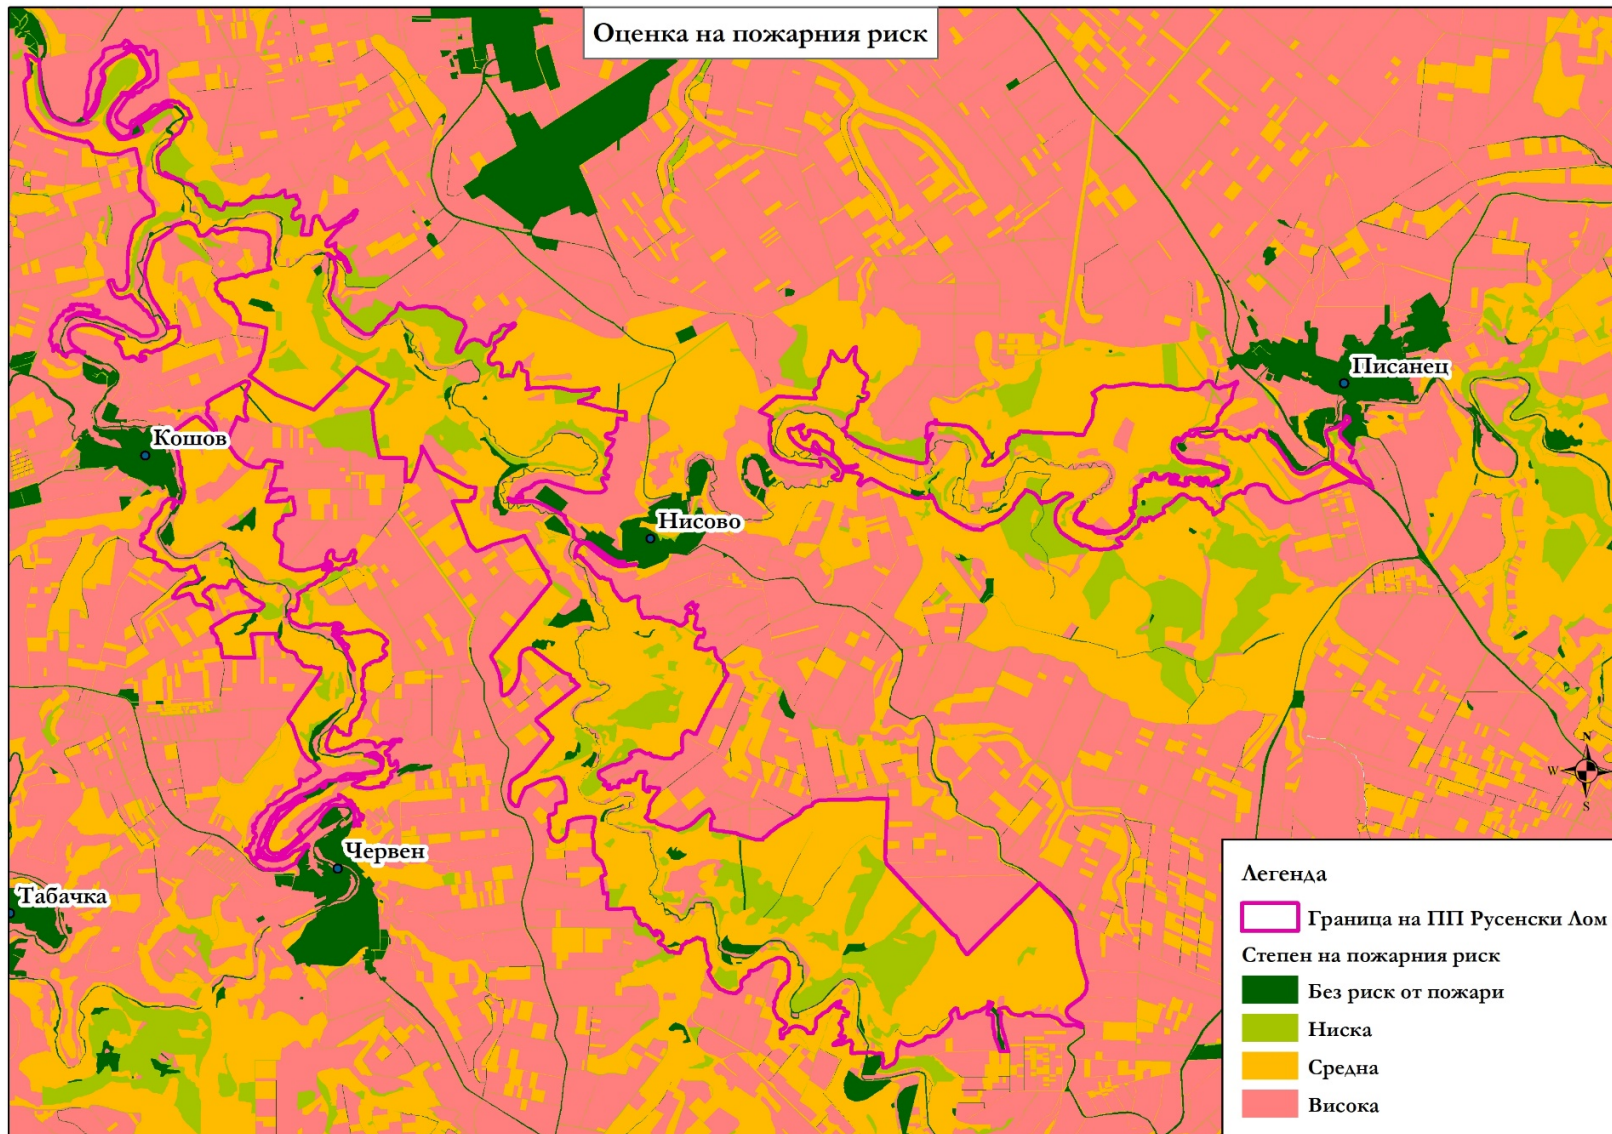 Оценка на пожарния риск
Писанец
Кошов
Нисово
Червен
Табачка
N
W
S
Легенда
Граница на ПП Русенски Лом
Степен на пожарния риск
Без риск от пожари
Ниска
Средна
Висока